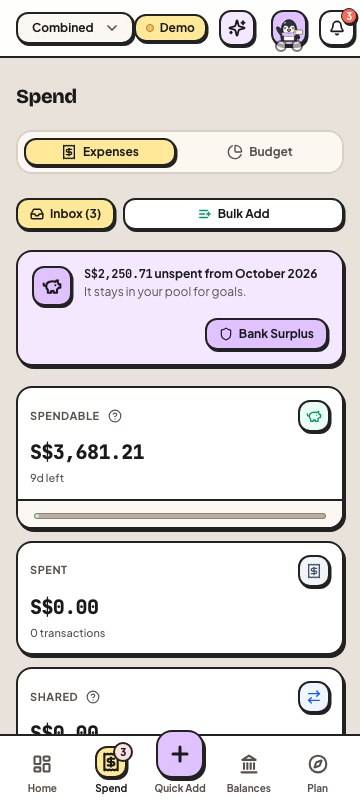 Combined
Demo
3
Spend
Expenses
Budget
Inbox (3)
Bulk Add
S$2,250.71 unspent from October 2026
It stays in your pool for goals.
Bank Surplus
SPENDABLE ?
S$3,681.21
9d left
SPENT
S$0.00
0 transactions
SHARED ?
S$0.00
3
Home
Spend
Quick Add
Balances
Plan